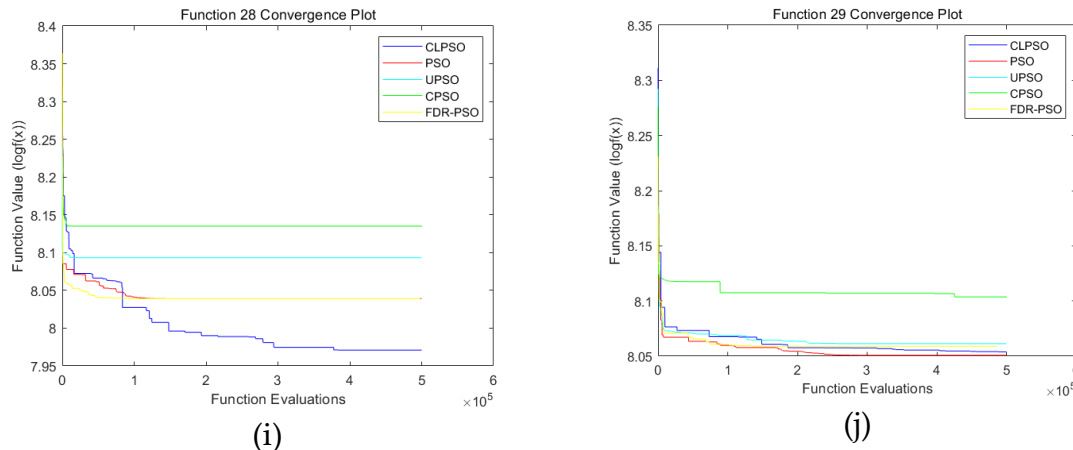 Function 28 Convergence Plot
8.4
8.35
8.3
8.25
8.2
8.15
8.1
8.05
8
7.95
Function Value (logf(x))
CLPSO
PSO
UPSO
CPSO
FDR-PSO
0 1 2 3 4 5 6
Function Evaluations
×10⁵
(i)
Function 29 Convergence Plot
8.35
8.3
8.25
8.2
8.15
8.1
8.05
Function Value (logf(x))
CLPSO
PSO
UPSO
CPSO
FDR-PSO
0 1 2 3 4 5 6
Function Evaluations
×10⁵
(j)